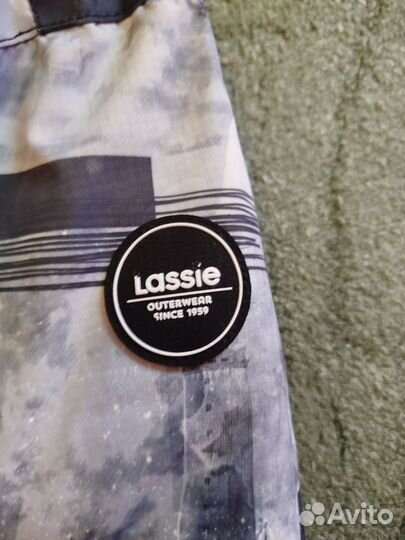 Lassie
OUTERWEAR
SINCE 1959
Avito